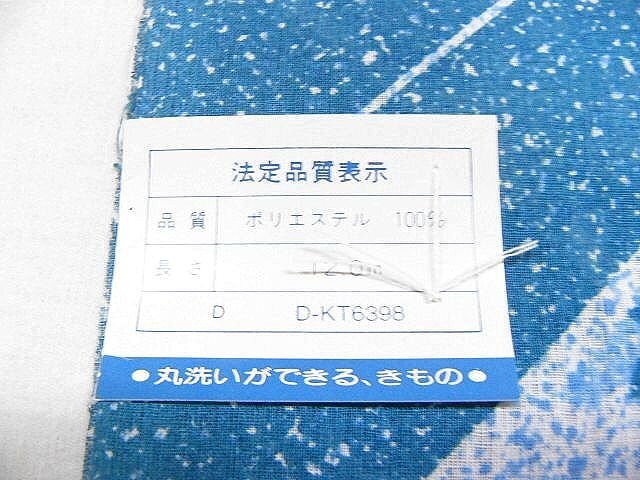 法定品質表示
品質 ポリエステル 100%
長さ 12.0m
D D-KT6398
●丸洗いができる、きもの●